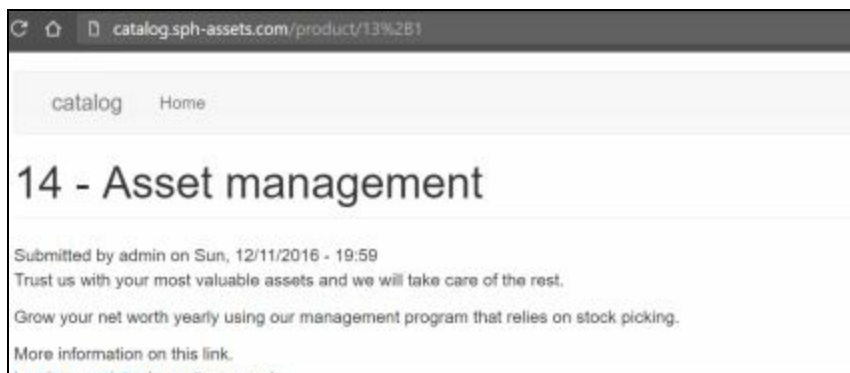 catalog.sph-assets.com/product/13%2B1
catalog Home
14 - Asset management
Submitted by admin on Sun, 12/11/2016 - 19:59
Trust us with your most valuable assets and we will take care of the rest.
Grow your net worth yearly using our management program that relies on stock picking.
More information on this link.